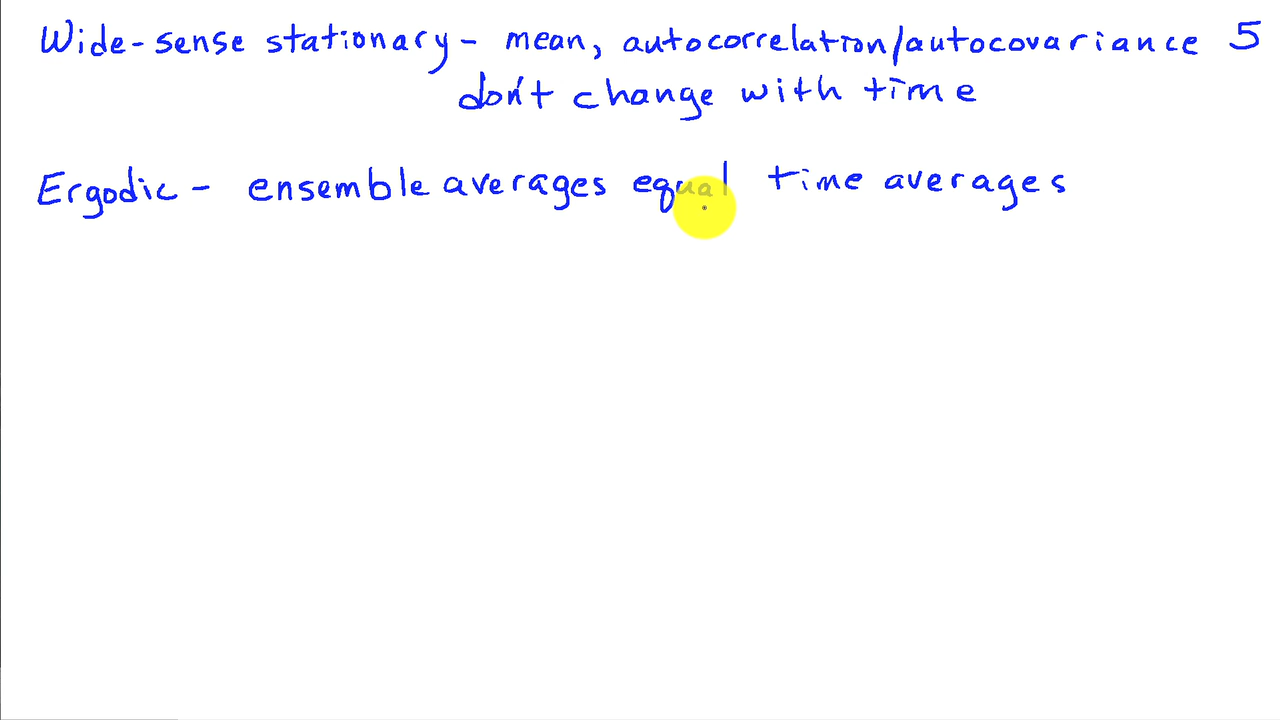 Wide-sense stationary - mean, autocorrelation/autocovariance 5
don't change with time
Ergodic - ensemble averages equal time averages